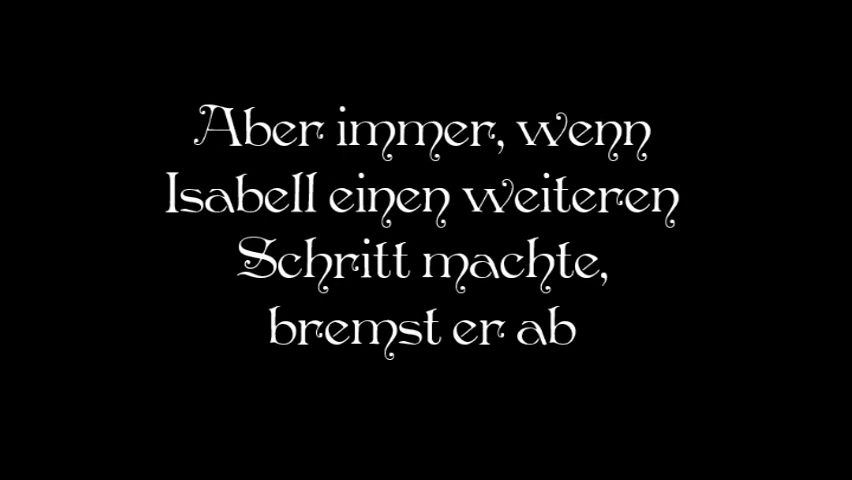 Aber immer, wenn
Isabell einen weiteren
Schritt machte,
bremst er ab